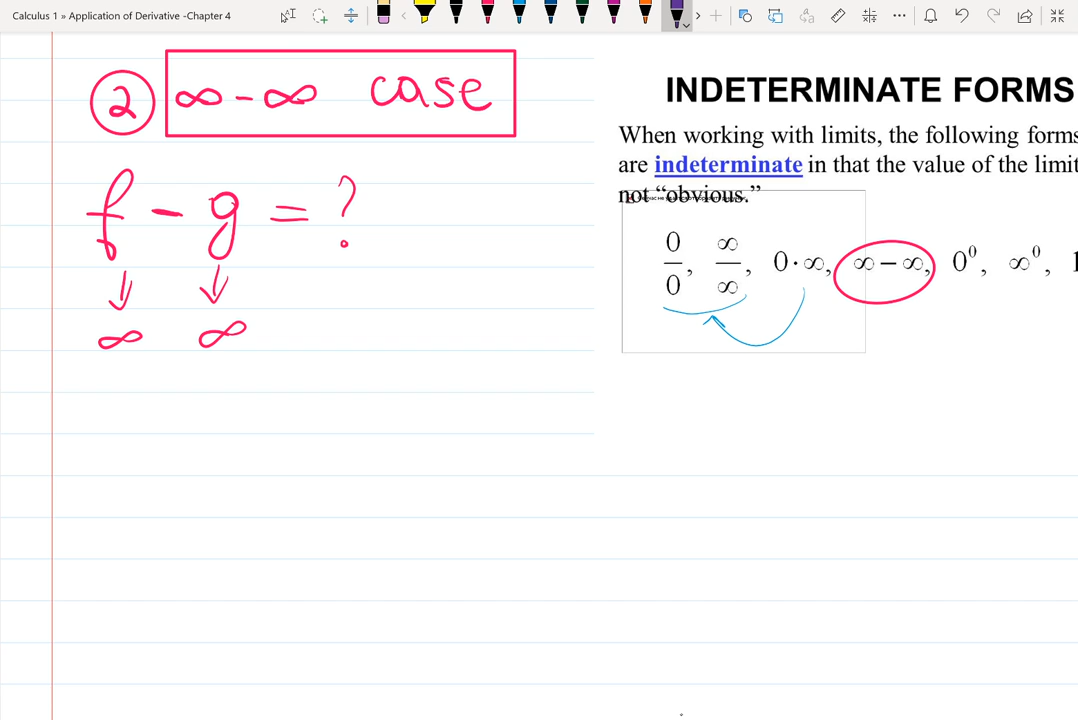 Calculus 1 » Application of Derivative -Chapter 4
2 ∞ - ∞ case
f - g = ?
↓ ↓
∞ ∞
INDETERMINATE FORMS
When working with limits, the following forms
are indeterminate in that the value of the limit
not “obvious.”
0/0, ∞/∞, 0·∞, ∞−∞, 0⁰, ∞⁰, 1